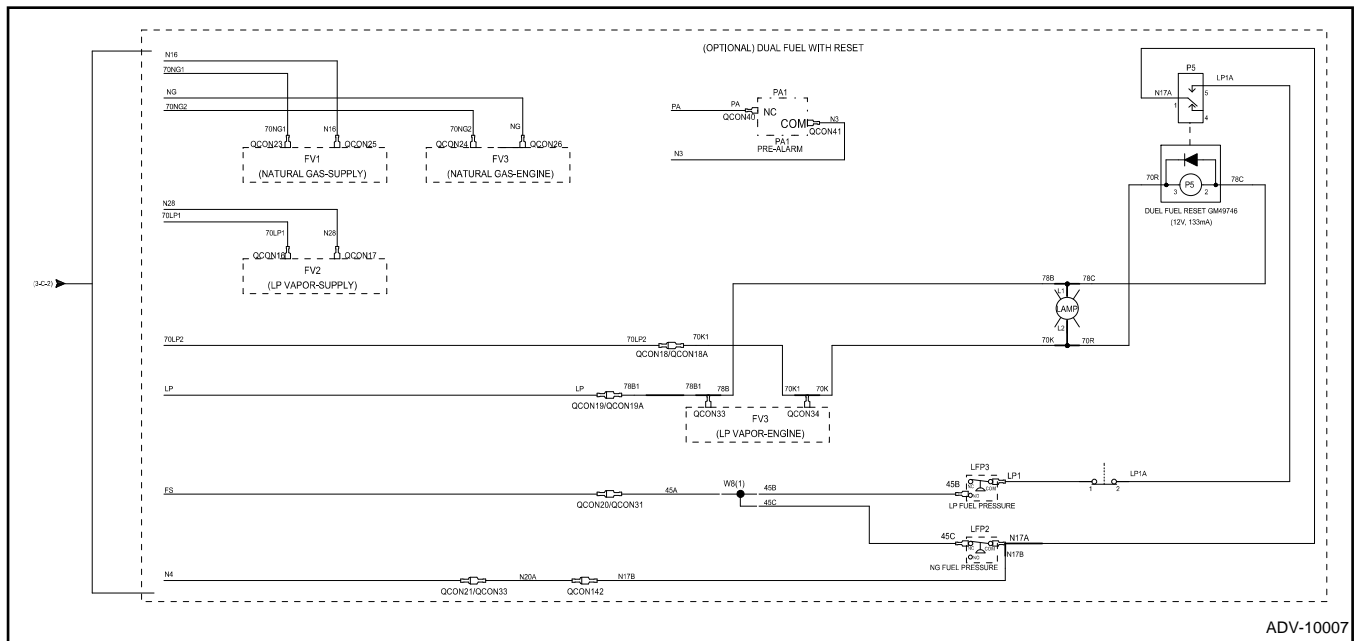 (OPTIONAL) DUAL FUEL WITH RESET
N16
70NG1
NG
70NG2
70NG1
N16
70NG2
NG
QCON23
QCON25
QCON24
QCON26
FV1
(NATURAL GAS-SUPPLY)
FV3
(NATURAL GAS-ENGINE)
PA
PA
PA1
NC
COM
QCON40
QCON41
N3
PA1
PRE-ALARM
N3
P5
LP1A
N17A
1
5
4
70R
78C
P5
3
2
DUEL FUEL RESET GM49746
(12V, 133mA)
N28
70LP1
70LP1
N28
QCON16
QCON17
FV2
(LP VAPOR-SUPPLY)
(3-C-2)
78B
78C
L1
LAMP
L2
70K
70R
70LP2
70LP2
70K1
QCON18/QCON18A
LP
LP
78B1
78B1
78B
70K1
70K
QCON19/QCON19A
QCON33
QCON34
FV3
(LP VAPOR-ENGINE)
FS
45A
W8(1)
45B
45C
45B
LFP3
LP1
NC
COM
NO
LP FUEL PRESSURE
1
2
LP1A
QCON20/QCON31
45C
LFP2
N17A
NC
COM
NO
N17B
NG FUEL PRESSURE
N4
N20A
N17B
QCON21/QCON33
QCON142
ADV-10007